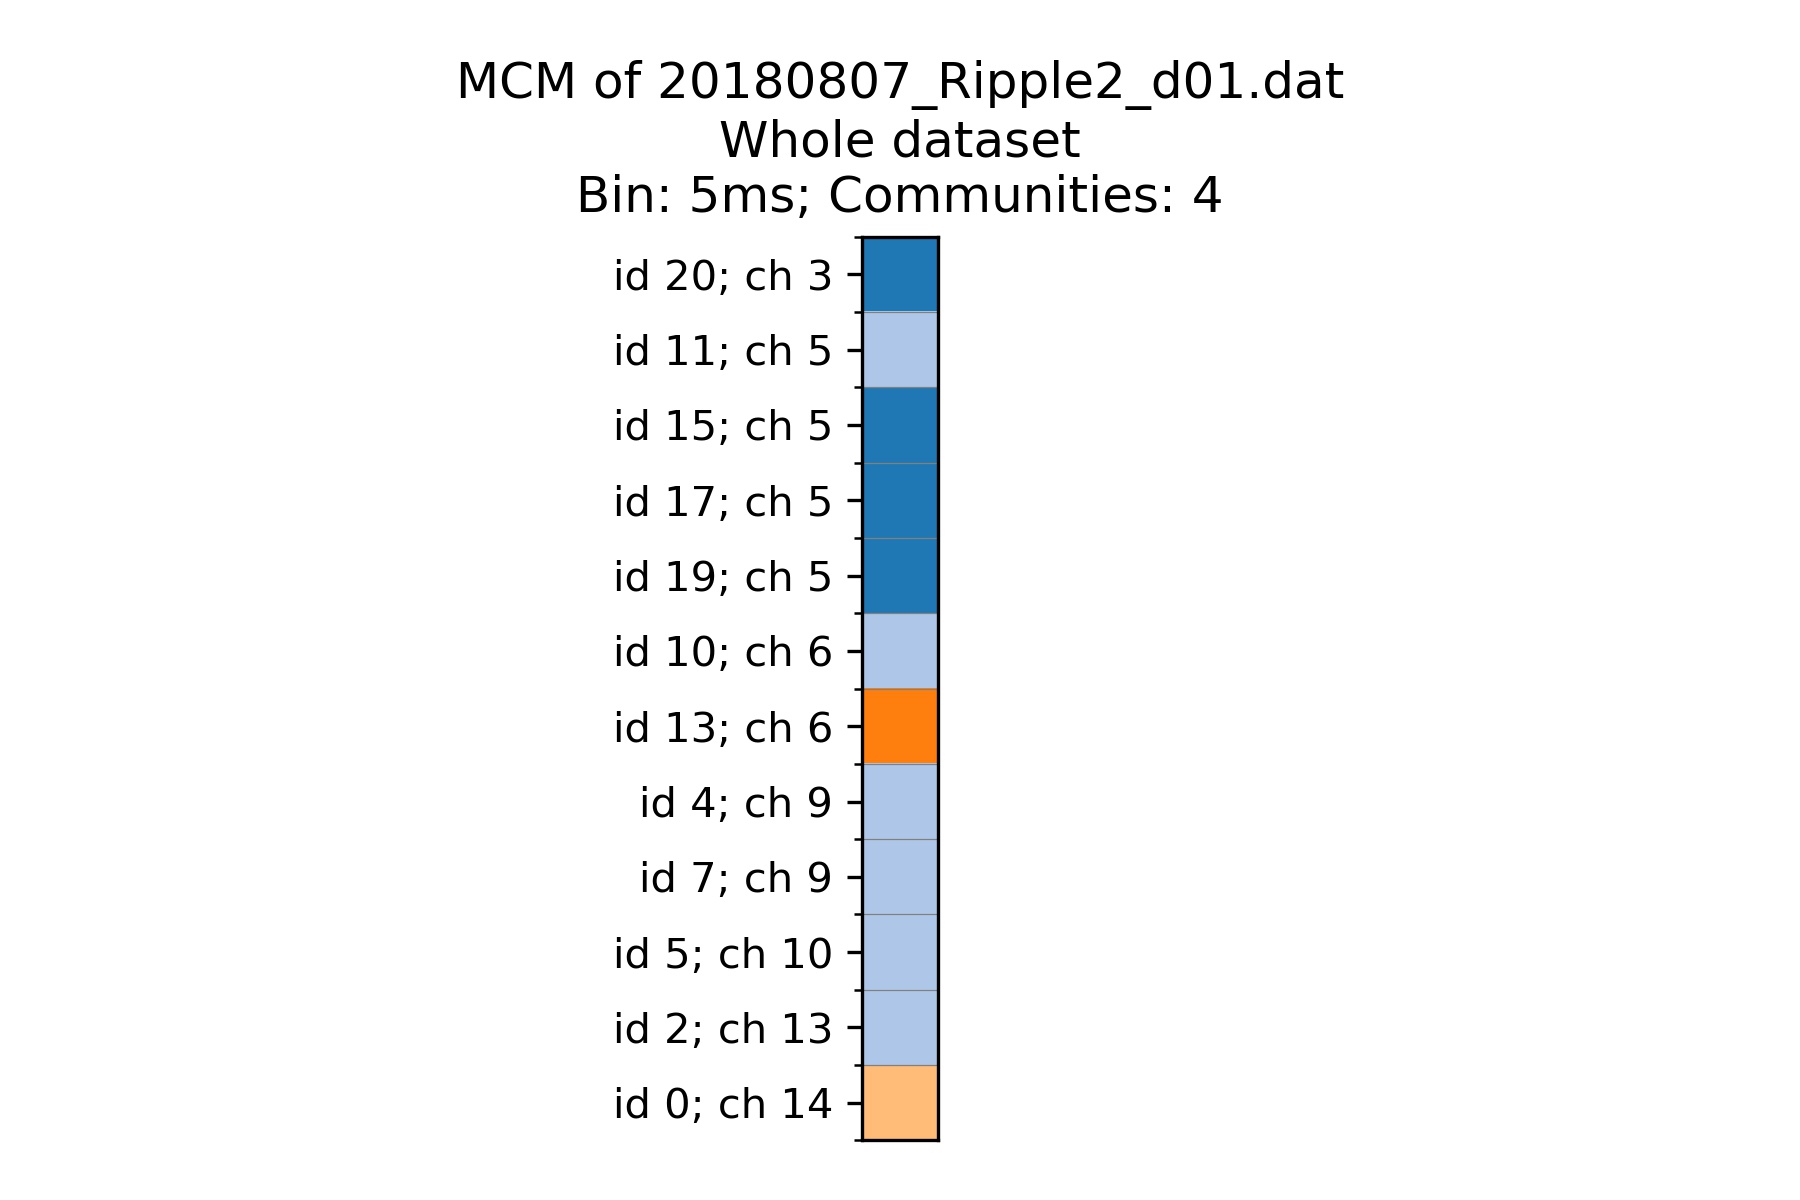 MCM of 20180807_Ripple2_d01.dat
Whole dataset
Bin: 5ms; Communities: 4
id 20; ch 3
id 11; ch 5
id 15; ch 5
id 17; ch 5
id 19; ch 5
id 10; ch 6
id 13; ch 6
id 4; ch 9
id 7; ch 9
id 5; ch 10
id 2; ch 13
id 0; ch 14